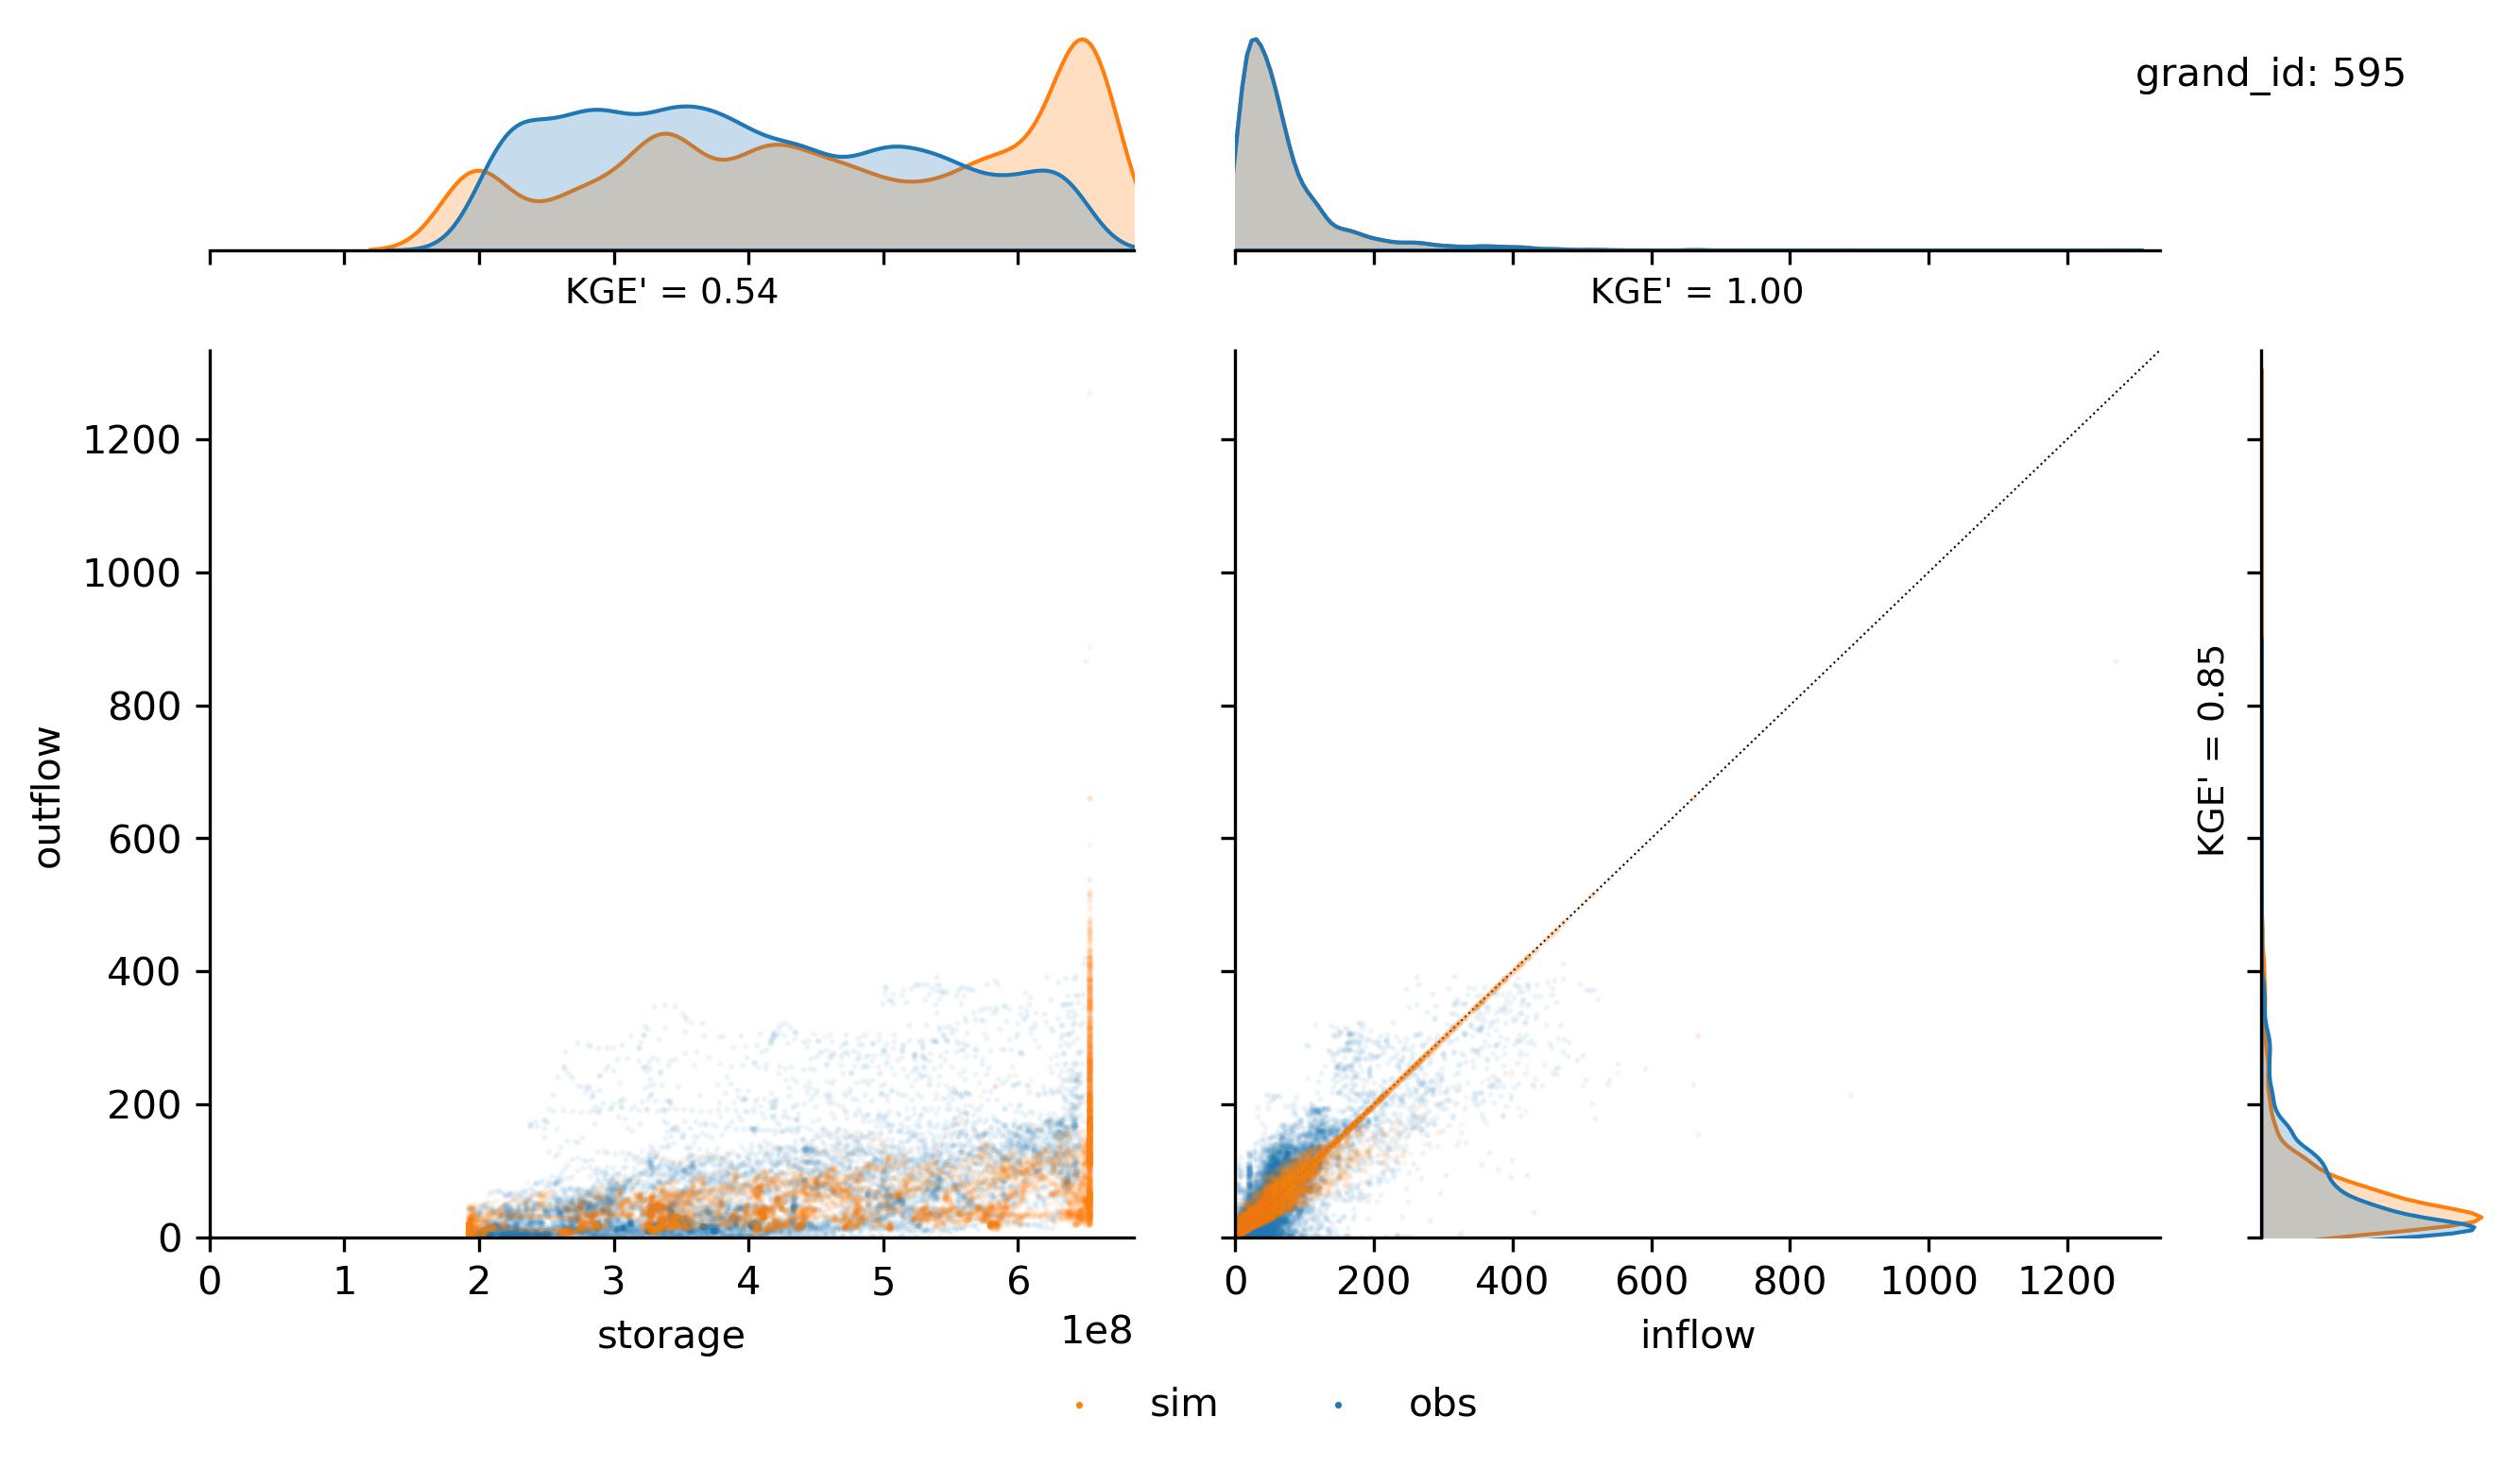 grand_id: 595
KGE' = 0.54
KGE' = 1.00
1200
1000
800
600
400
200
0
outflow
KGE' = 0.85
0 1 2 3 4 5 6
1e8
storage
0 200 400 600 800 1000 1200
inflow
sim obs